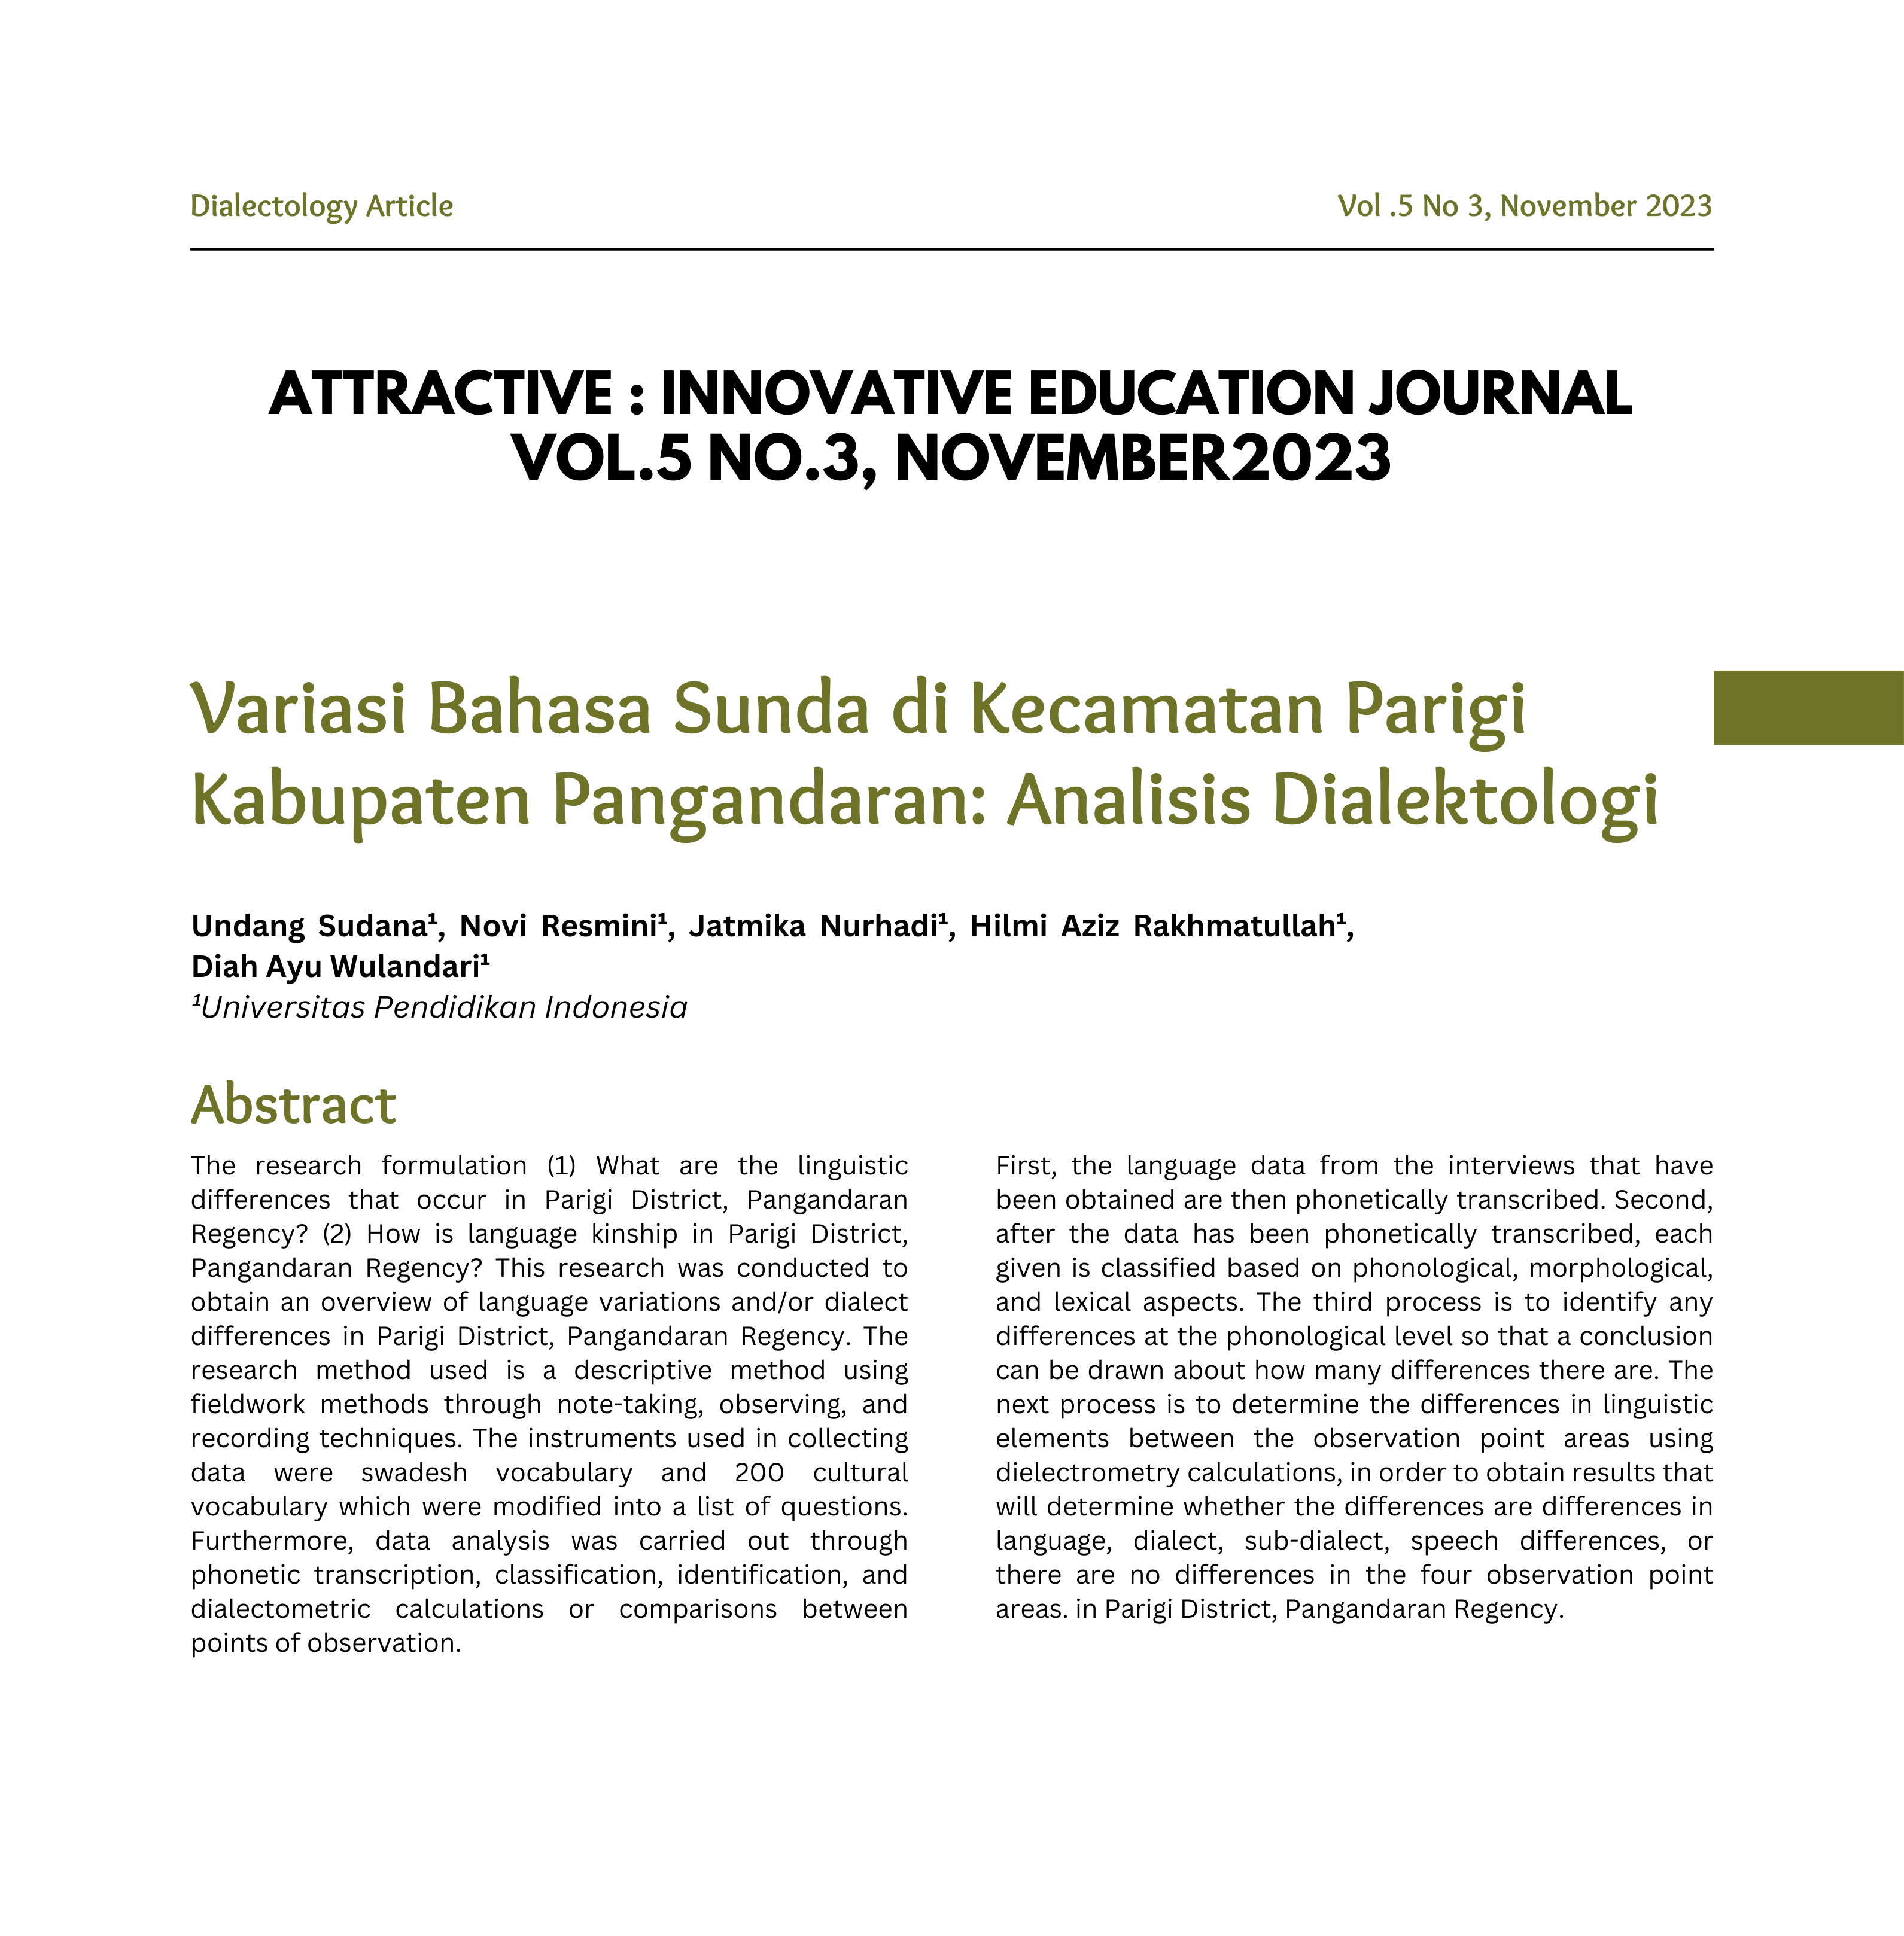 Dialectology Article
Vol .5 No 3, November 2023
ATTRACTIVE : INNOVATIVE EDUCATION JOURNAL
VOL.5 NO.3, NOVEMBER2023
Variasi Bahasa Sunda di Kecamatan Parigi
Kabupaten Pangandaran: Analisis Dialektologi
Undang Sudana¹, Novi Resmini¹, Jatmika Nurhadi¹, Hilmi Aziz Rakhmatullah¹,
Diah Ayu Wulandari¹
¹Universitas Pendidikan Indonesia
Abstract
The research formulation (1) What are the linguistic
differences that occur in Parigi District, Pangandaran
Regency? (2) How is language kinship in Parigi District,
Pangandaran Regency? This research was conducted to
obtain an overview of language variations and/or dialect
differences in Parigi District, Pangandaran Regency. The
research method used is a descriptive method using
fieldwork methods through note-taking, observing, and
recording techniques. The instruments used in collecting
data were swadesh vocabulary and 200 cultural
vocabulary which were modified into a list of questions.
Furthermore, data analysis was carried out through
phonetic transcription, classification, identification, and
dialectometric calculations or comparisons between
points of observation.
First, the language data from the interviews that have
been obtained are then phonetically transcribed. Second,
after the data has been phonetically transcribed, each
given is classified based on phonological, morphological,
and lexical aspects. The third process is to identify any
differences at the phonological level so that a conclusion
can be drawn about how many differences there are. The
next process is to determine the differences in linguistic
elements between the observation point areas using
dielectrometry calculations, in order to obtain results that
will determine whether the differences are differences in
language, dialect, sub-dialect, speech differences, or
there are no differences in the four observation point
areas. in Parigi District, Pangandaran Regency.